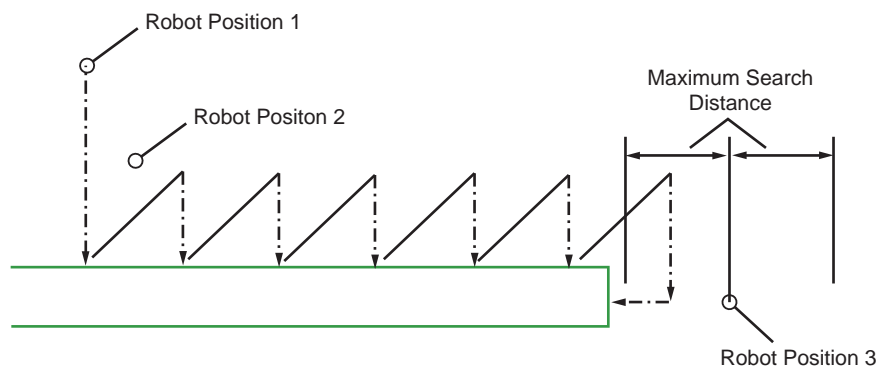 Robot Position 1
Robot Positon 2
Maximum Search
Distance
Robot Position 3